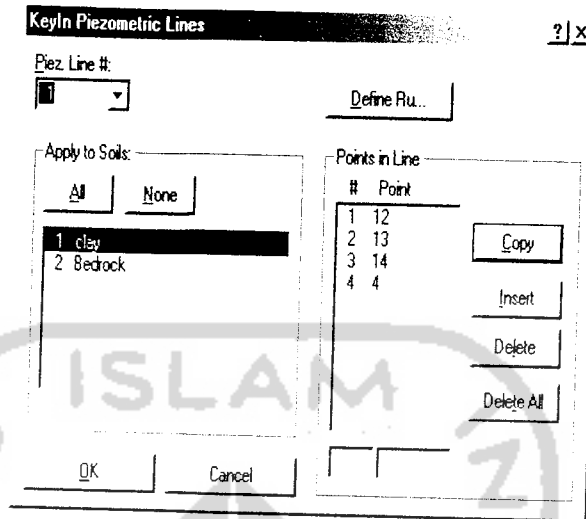 KeyIn Piezometric Lines
? ×
Piez. Line #:
1
Define Ru...
Apply to Soils:
All None
1 clay
2 Bedrock
Points in Line
# Point
1 12
2 13
3 14
4 4
Copy
Insert
Delete
Delete All
OK Cancel
ISLAM
Z